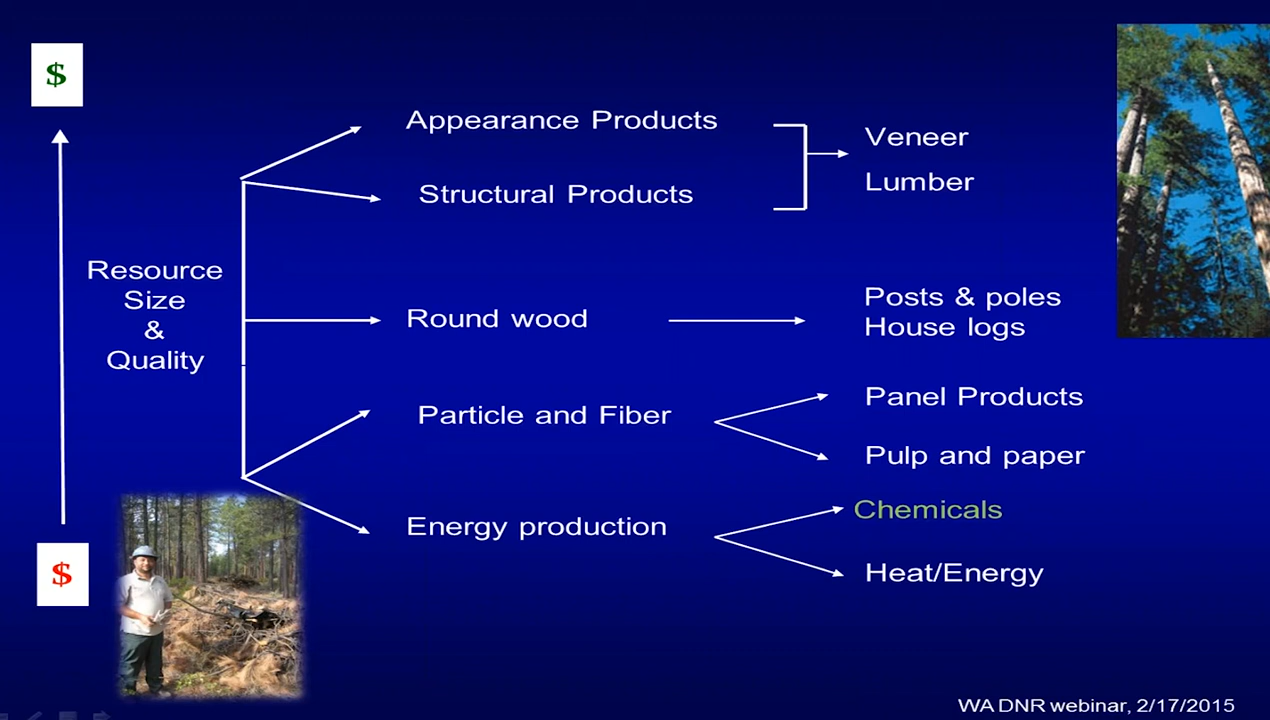 $
Appearance Products
Structural Products
Veneer
Lumber
Resource
Size
&
Quality
Round wood
Posts & poles
House logs
Particle and Fiber
Panel Products
Pulp and paper
Energy production
Chemicals
Heat/Energy
$
WA DNR webinar, 2/17/2015